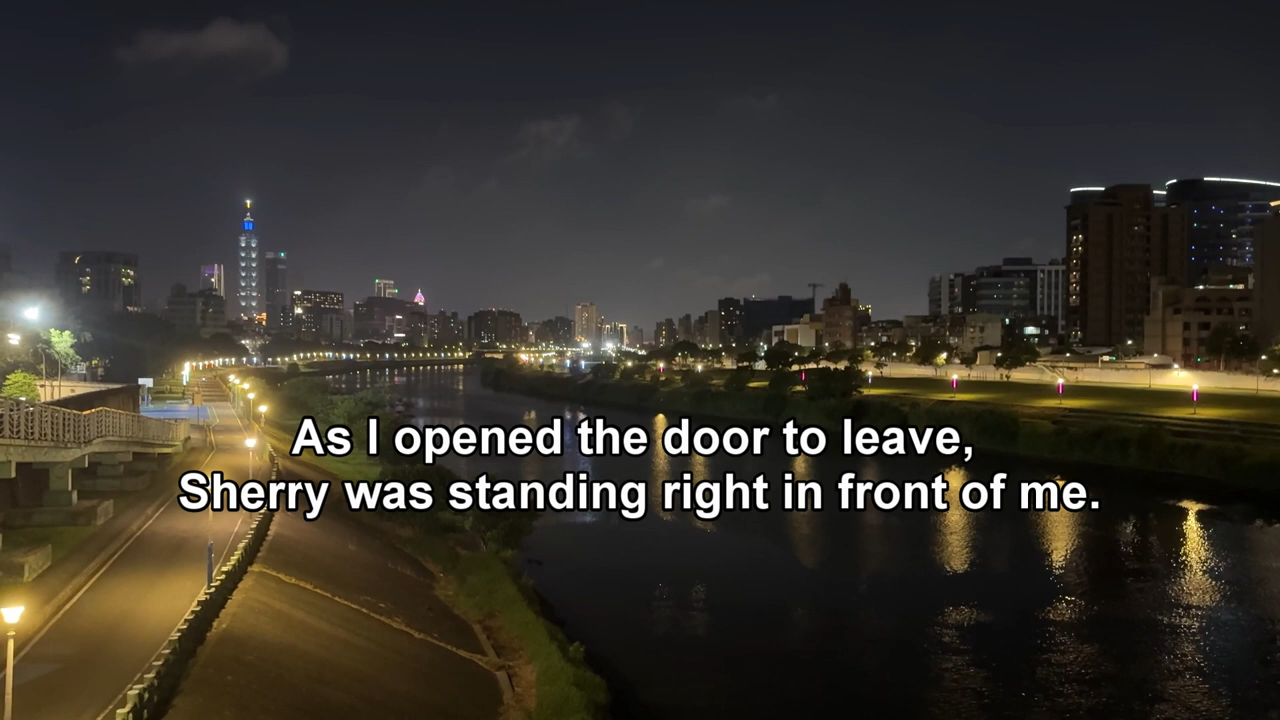 As I opened the door to leave,
Sherry was standing right in front of me.